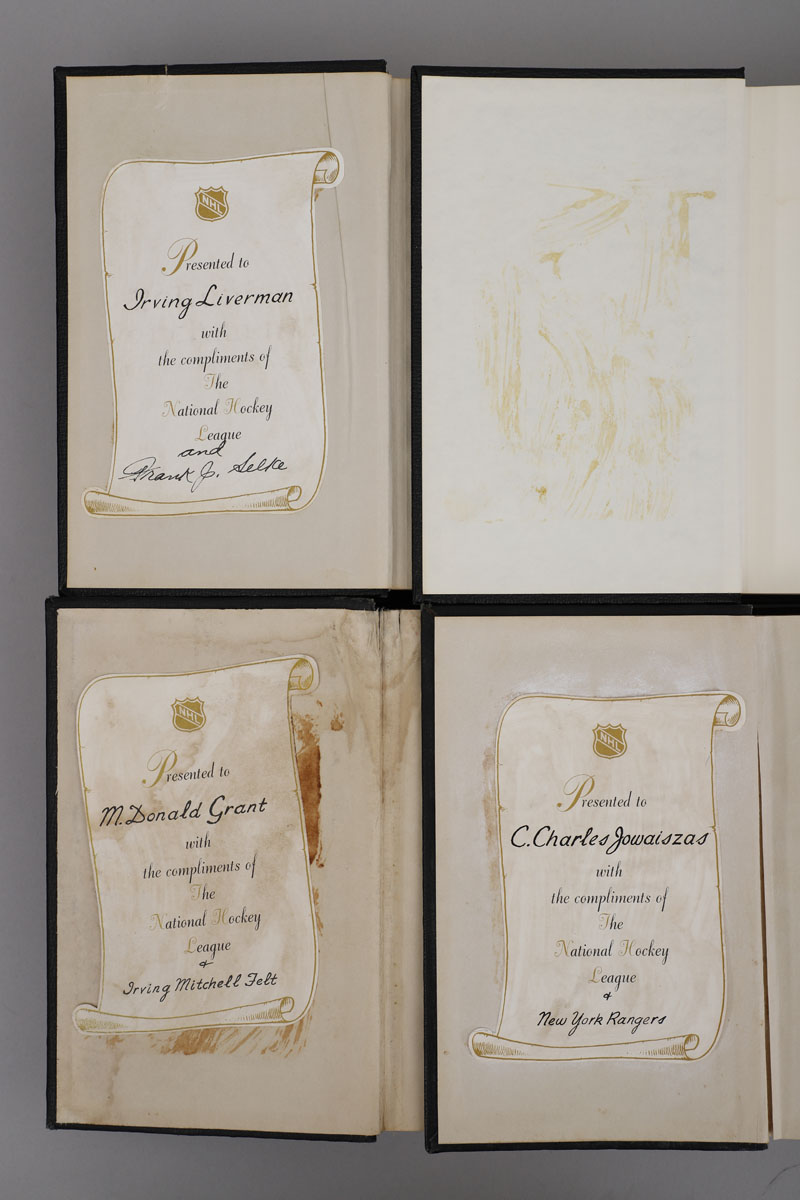 NHL
Presented to
Irving Liverman
with
the compliments of
The
National Hockey
League
and
Frank J. Selke
NHL
Presented to
M. Donald Grant
with
the compliments of
The
National Hockey
League
&
Irving Mitchell Felt
NHL
Presented to
C. Charles Jowaiszas
with
the compliments of
The
National Hockey
League
&
New York Rangers